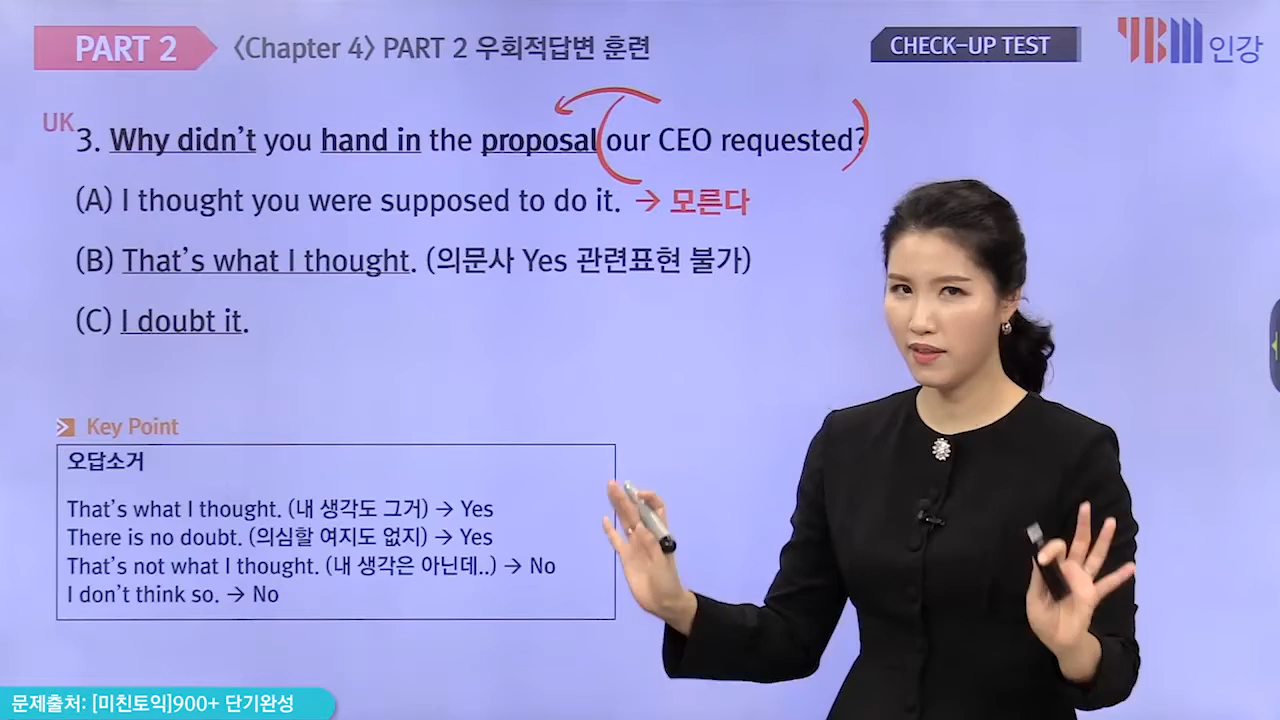 PART 2
〈Chapter 4〉 PART 2 우회적답변 훈련
CHECK-UP TEST
YBM 인강
UK
3. Why didn't you hand in the proposal our CEO requested?
(A) I thought you were supposed to do it. → 모른다
(B) That's what I thought. (의문사 Yes 관련표현 불가)
(C) I doubt it.
Key Point
오답소거
That's what I thought. (내 생각도 그거) → Yes
There is no doubt. (의심할 여지도 없지) → Yes
That's not what I thought. (내 생각은 아닌데..) → No
I don't think so. → No
문제출처: [미친토익]900+ 단기완성